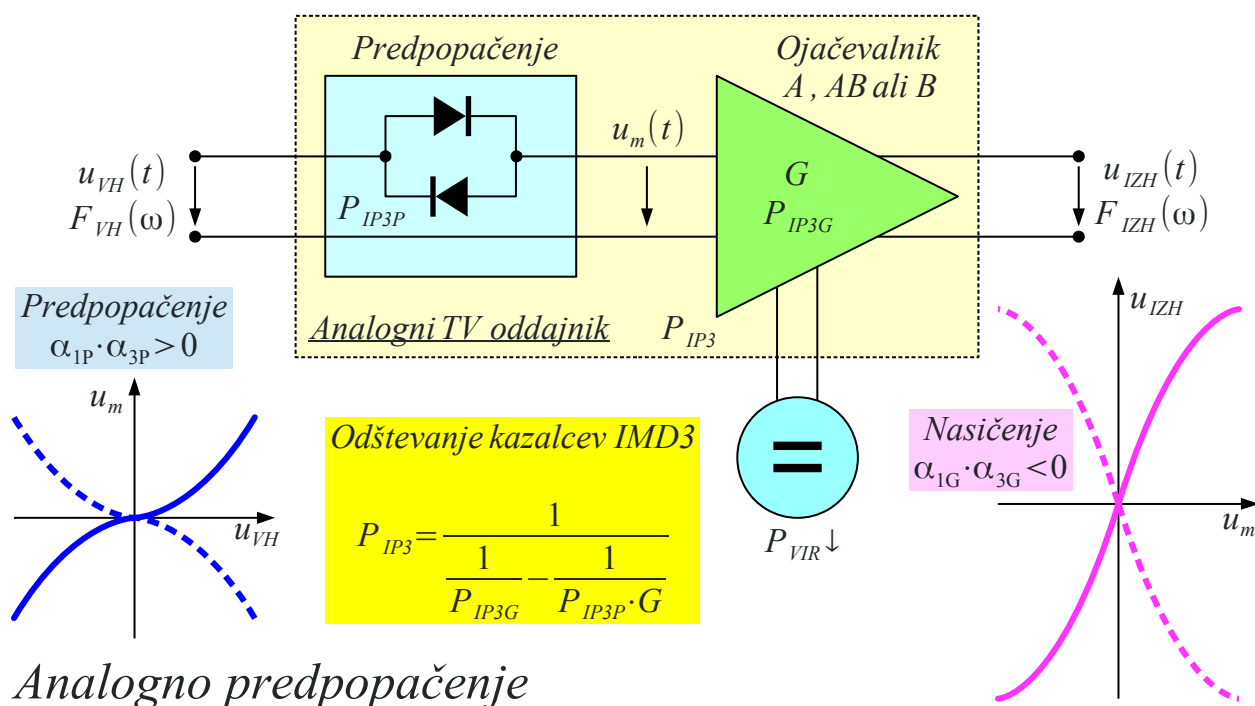 Predpopačenje
Ojačevalnik
A , AB ali B
u_VH(t)
F_VH(ω)
P_IP3P
u_m(t)
G
P_IP3G
u_IZH(t)
F_IZH(ω)
Analogni TV oddajnik
P_IP3
Predpopačenje
α_1P·α_3P>0
u_m
u_VH
Odštevanje kazalcev IMD3
P_IP3=1/(1/P_IP3G−1/(P_IP3P·G))
=
P_VIR↓
Nasičenje
α_1G·α_3G<0
u_IZH
u_m
Analogno predpopačenje